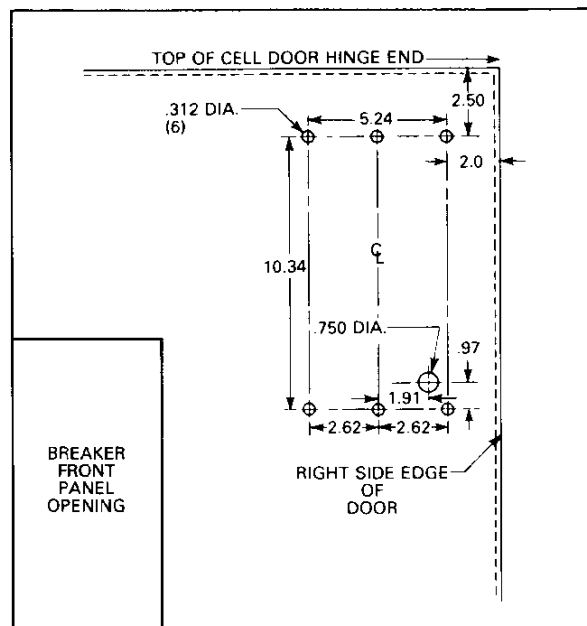 TOP OF CELL DOOR HINGE END
.312 DIA.
(6)
5.24
2.50
2.0
C
L
10.34
.750 DIA.
.97
1.91
2.62 2.62
BREAKER
FRONT
PANEL
OPENING
RIGHT SIDE EDGE
OF
DOOR